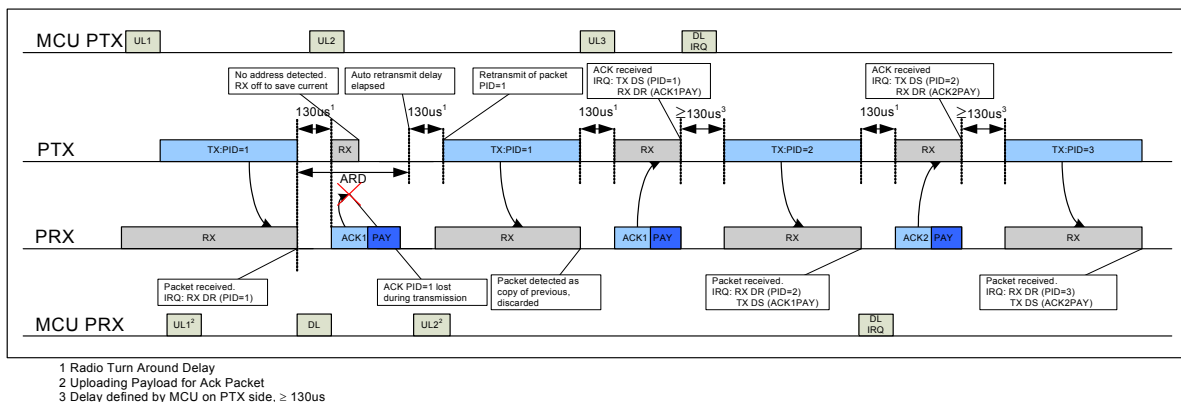 MCU PTX
UL1
UL2
UL3
DL
IRQ
No address detected.
RX off to save current
Auto retransmit delay
elapsed
Retransmit of packet
PID=1
ACK received
IRQ: TX DS (PID=1)
RX DR (ACK1PAY)
ACK received
IRQ: TX DS (PID=2)
RX DR (ACK2PAY)
130us¹
130us¹
130us¹
≥130us³
130us¹
≥130us³
PTX
TX:PID=1
RX
TX:PID=1
RX
TX:PID=2
RX
TX:PID=3
ARD
PRX
RX
ACK1
PAY
RX
ACK1
PAY
RX
ACK2
PAY
RX
Packet received.
IRQ: RX DR (PID=1)
ACK PID=1 lost
during transmission
Packet detected as
copy of previous,
discarded
Packet received.
IRQ: RX DR (PID=2)
TX DS (ACK1PAY)
Packet received.
IRQ: RX DR (PID=3)
TX DS (ACK2PAY)
MCU PRX
UL1²
DL
UL2²
DL
IRQ
1 Radio Turn Around Delay
2 Uploading Payload for Ack Packet
3 Delay defined by MCU on PTX side, ≥ 130us